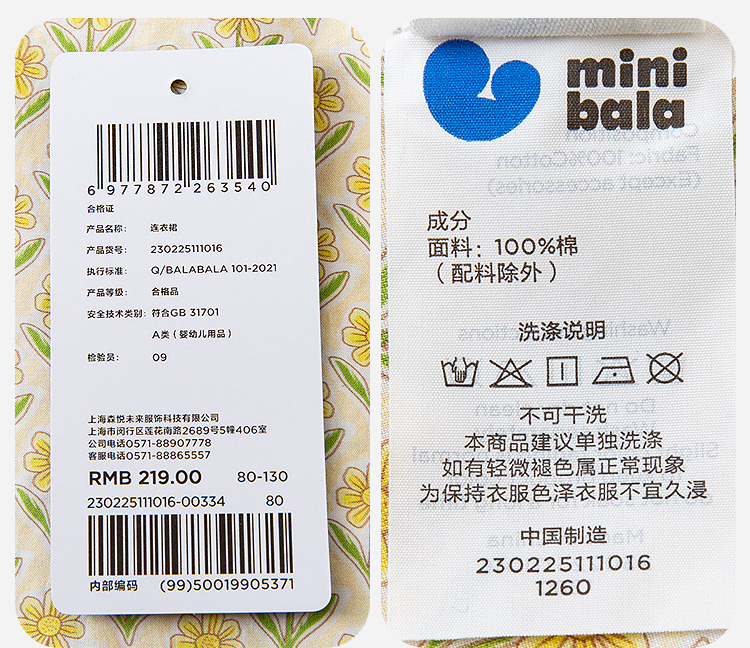 6 977872 263540
合格证
产品名称： 连衣裙
产品货号： 230225111016
执行标准： Q/BALABALA 101-2021
产品等级： 合格品
安全技术类别： 符合GB 31701
A类（婴幼儿用品）
检验员： 09
上海森悦未来服饰科技有限公司
上海市闵行区莲花南路2689号5幢406室
公司电话0571-88907778
客服电话0571-88865557
RMB 219.00 80-130
230225111016-00334 80
内部编码 (99)50019905371
mini
bala
Fabric: 100%Cotton
(Except accessories)
成分
面料：100%棉
（配料除外）
洗涤说明
不可干洗
本商品建议单独洗涤
如有轻微褪色属正常现象
为保持衣服色泽衣服不宜久浸
中国制造
230225111016
1260